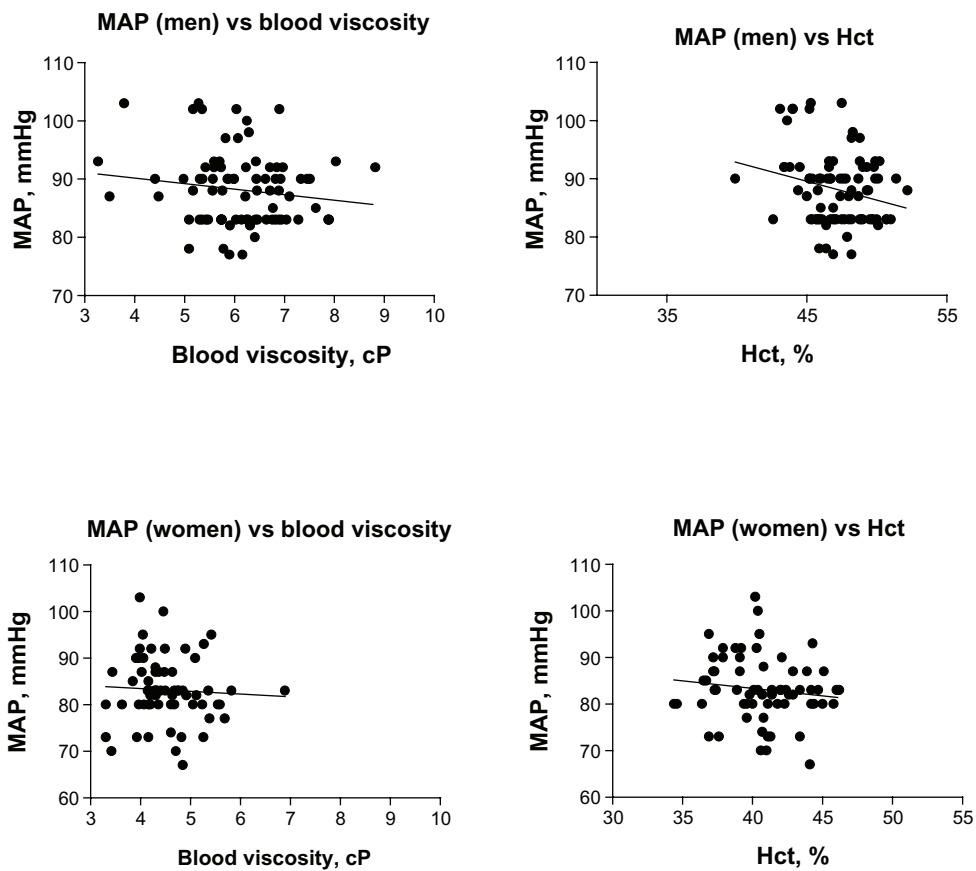 MAP (men) vs blood viscosity
MAP, mmHg
110
100
90
80
70
3 4 5 6 7 8 9 10
Blood viscosity, cP
MAP (men) vs Hct
MAP, mmHg
110
100
90
80
70
35 45 55
Hct, %
MAP (women) vs blood viscosity
MAP, mmHg
110
100
90
80
70
60
3 4 5 6 7 8 9 10
Blood viscosity, cP
MAP (women) vs Hct
MAP, mmHg
110
100
90
80
70
60
30 35 40 45 50 55
Hct, %